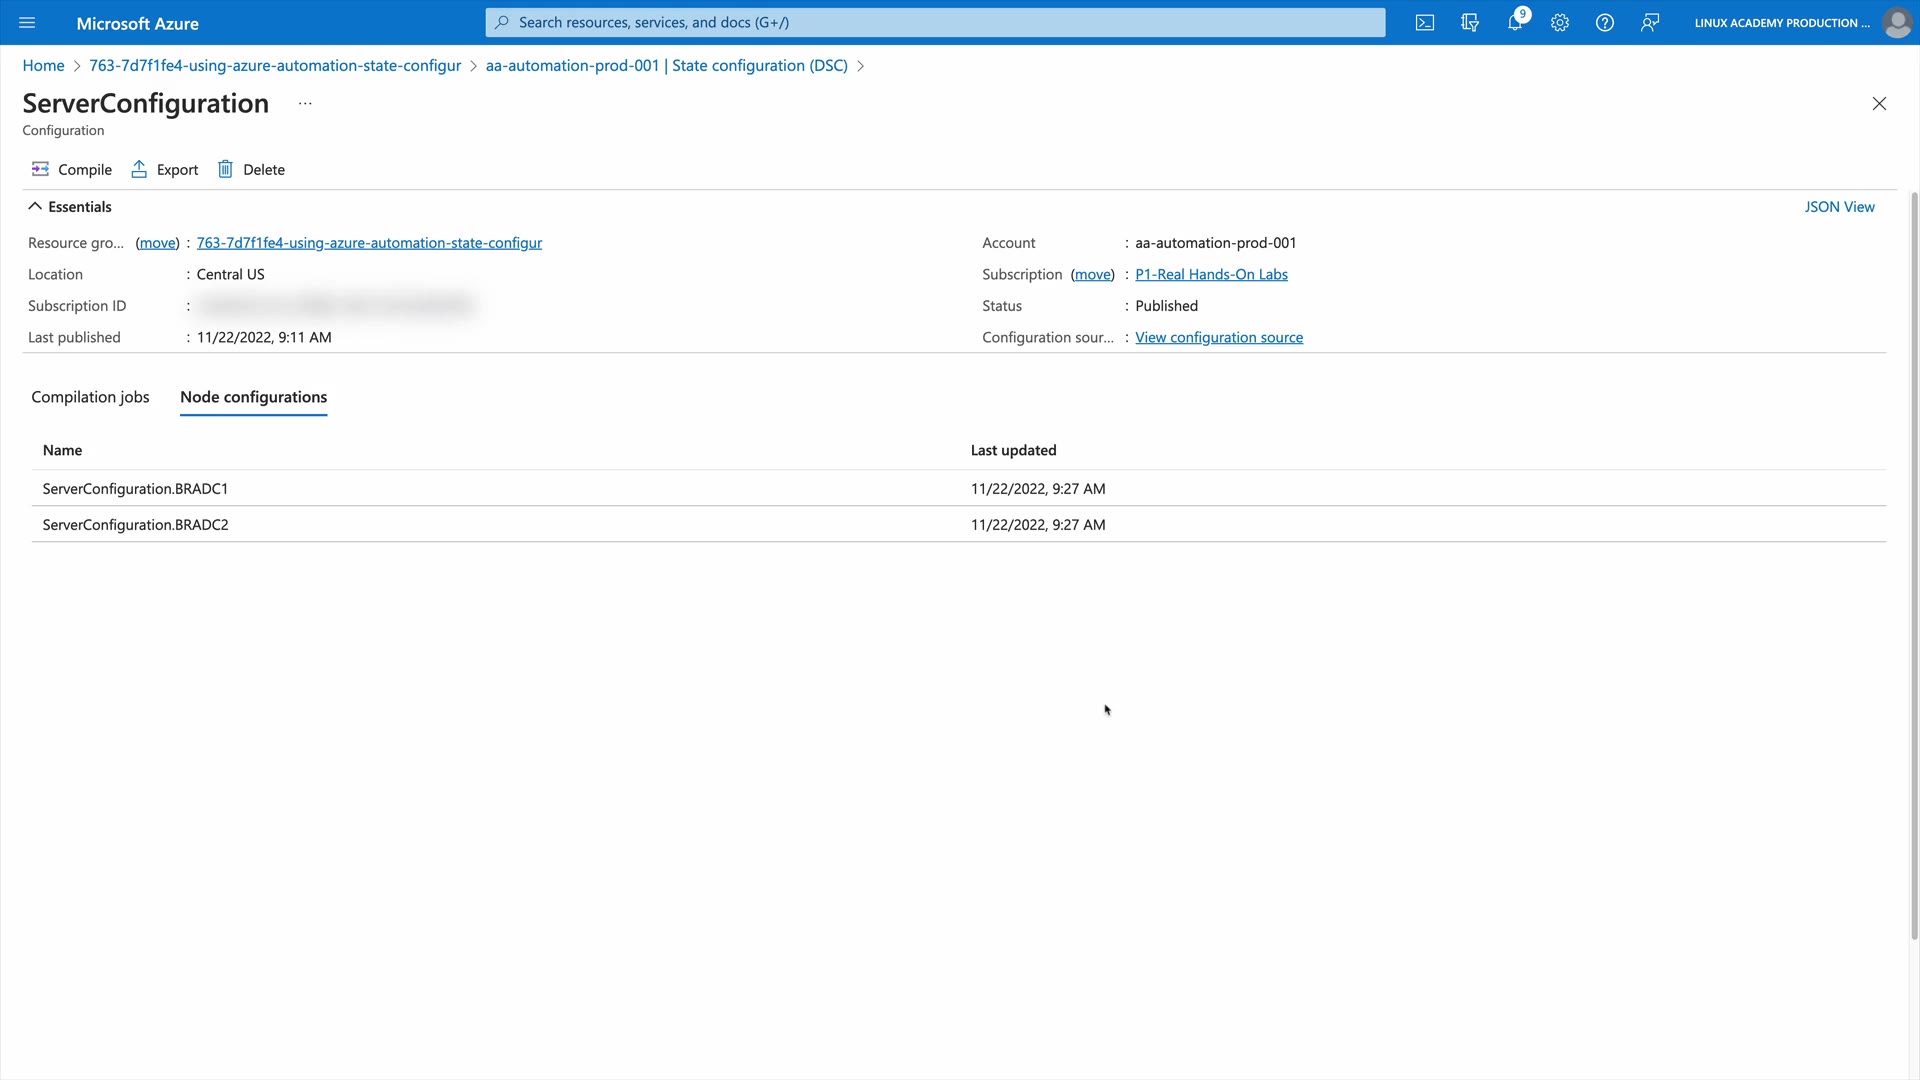 Microsoft Azure
Search resources, services, and docs (G+/)
9
LINUX ACADEMY PRODUCTION ...
Home > 763-7d7f1fe4-using-azure-automation-state-configur > aa-automation-prod-001 | State configuration (DSC) >
ServerConfiguration ...
Configuration
Compile Export Delete
Essentials
JSON View
Resource gro... (move) : 763-7d7f1fe4-using-azure-automation-state-configur
Account : aa-automation-prod-001
Location : Central US
Subscription (move) : P1-Real Hands-On Labs
Subscription ID :
Status : Published
Last published : 11/22/2022, 9:11 AM
Configuration sour... : View configuration source
Compilation jobs Node configurations
Name Last updated
ServerConfiguration.BRADC1 11/22/2022, 9:27 AM
ServerConfiguration.BRADC2 11/22/2022, 9:27 AM